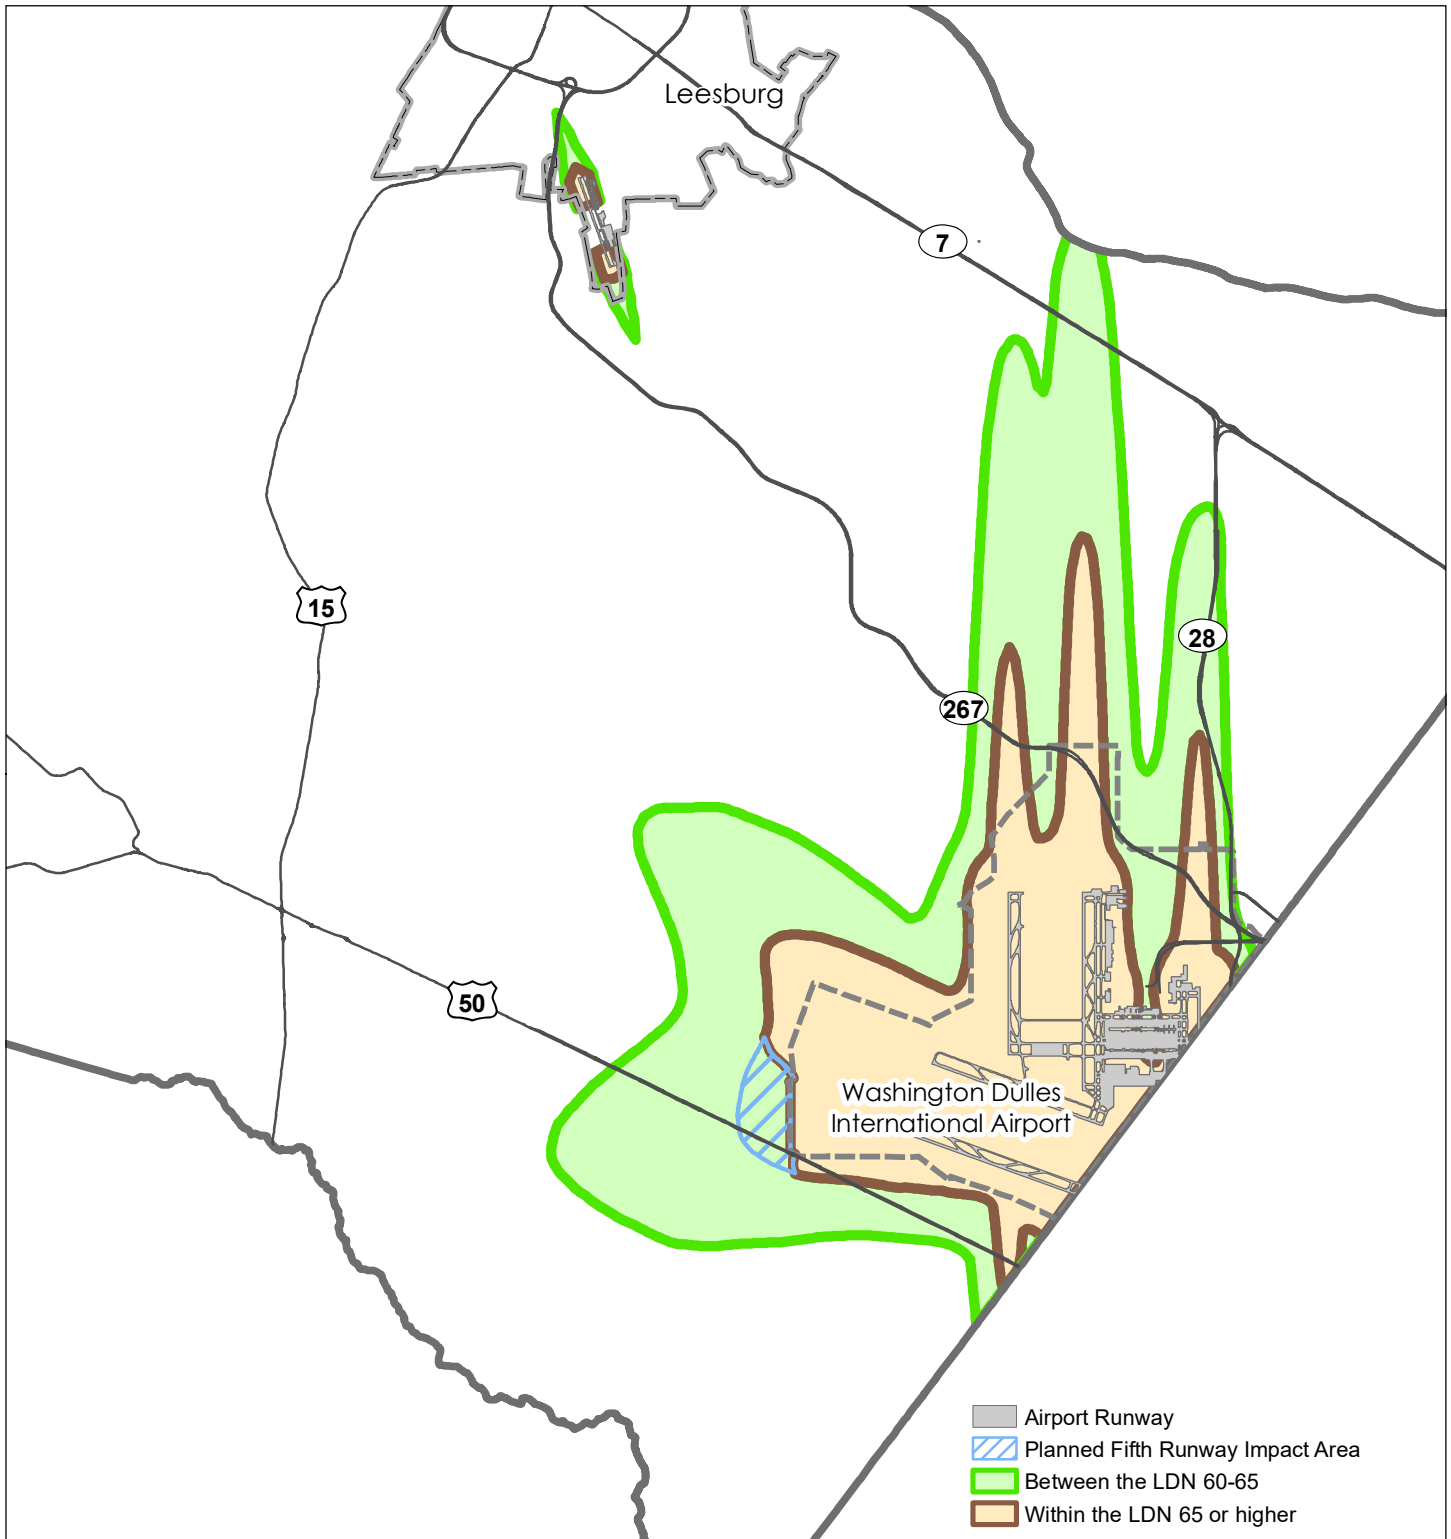 Leesburg
7
15
28
267
50
Washington Dulles
International Airport
Airport Runway
Planned Fifth Runway Impact Area
Between the LDN 60-65
Within the LDN 65 or higher